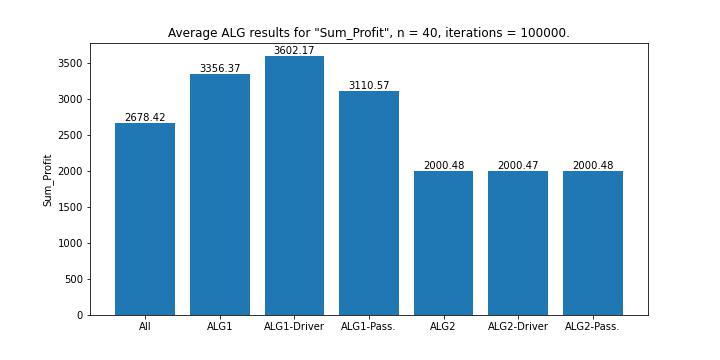 Average ALG results for "Sum_Profit", n = 40, iterations = 100000.
Sum_Profit
3500
3000
2500
2000
1500
1000
500
0
2678.42
3356.37
3602.17
3110.57
2000.48
2000.47
2000.48
All
ALG1
ALG1-Driver
ALG1-Pass.
ALG2
ALG2-Driver
ALG2-Pass.